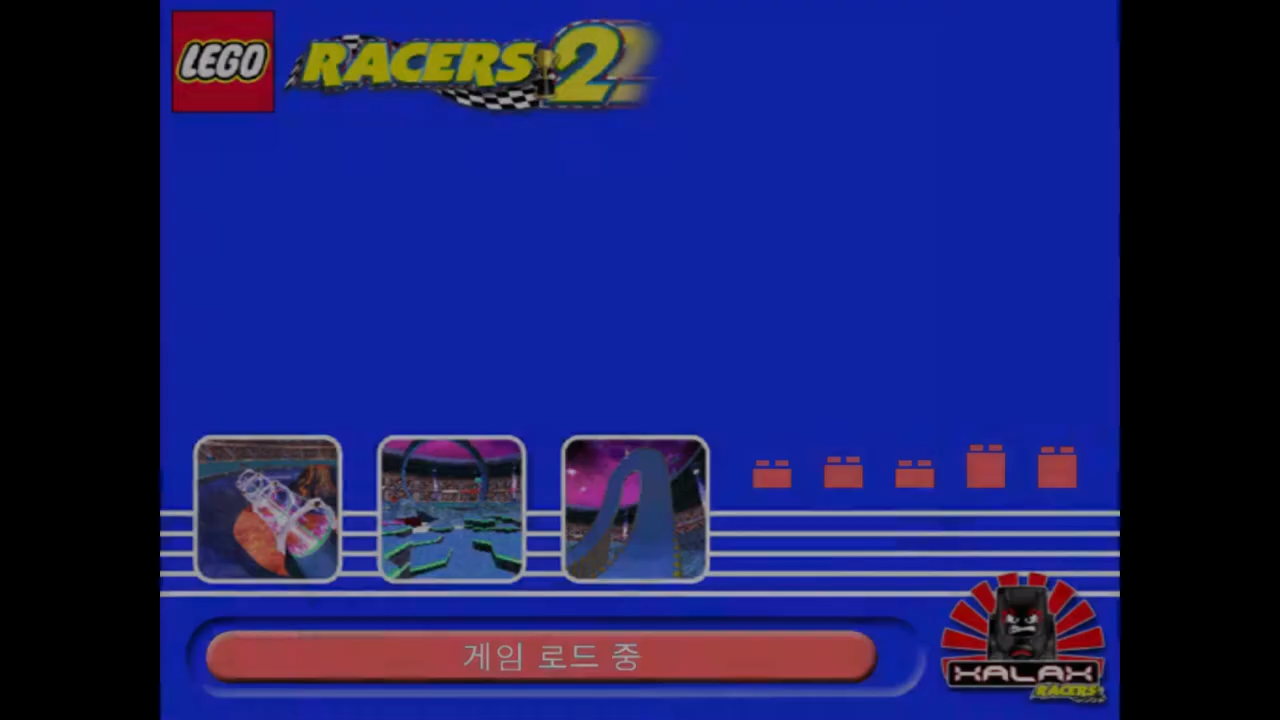 LEGO
RACERS 2
게임 로드 중
XALAX
RACERS